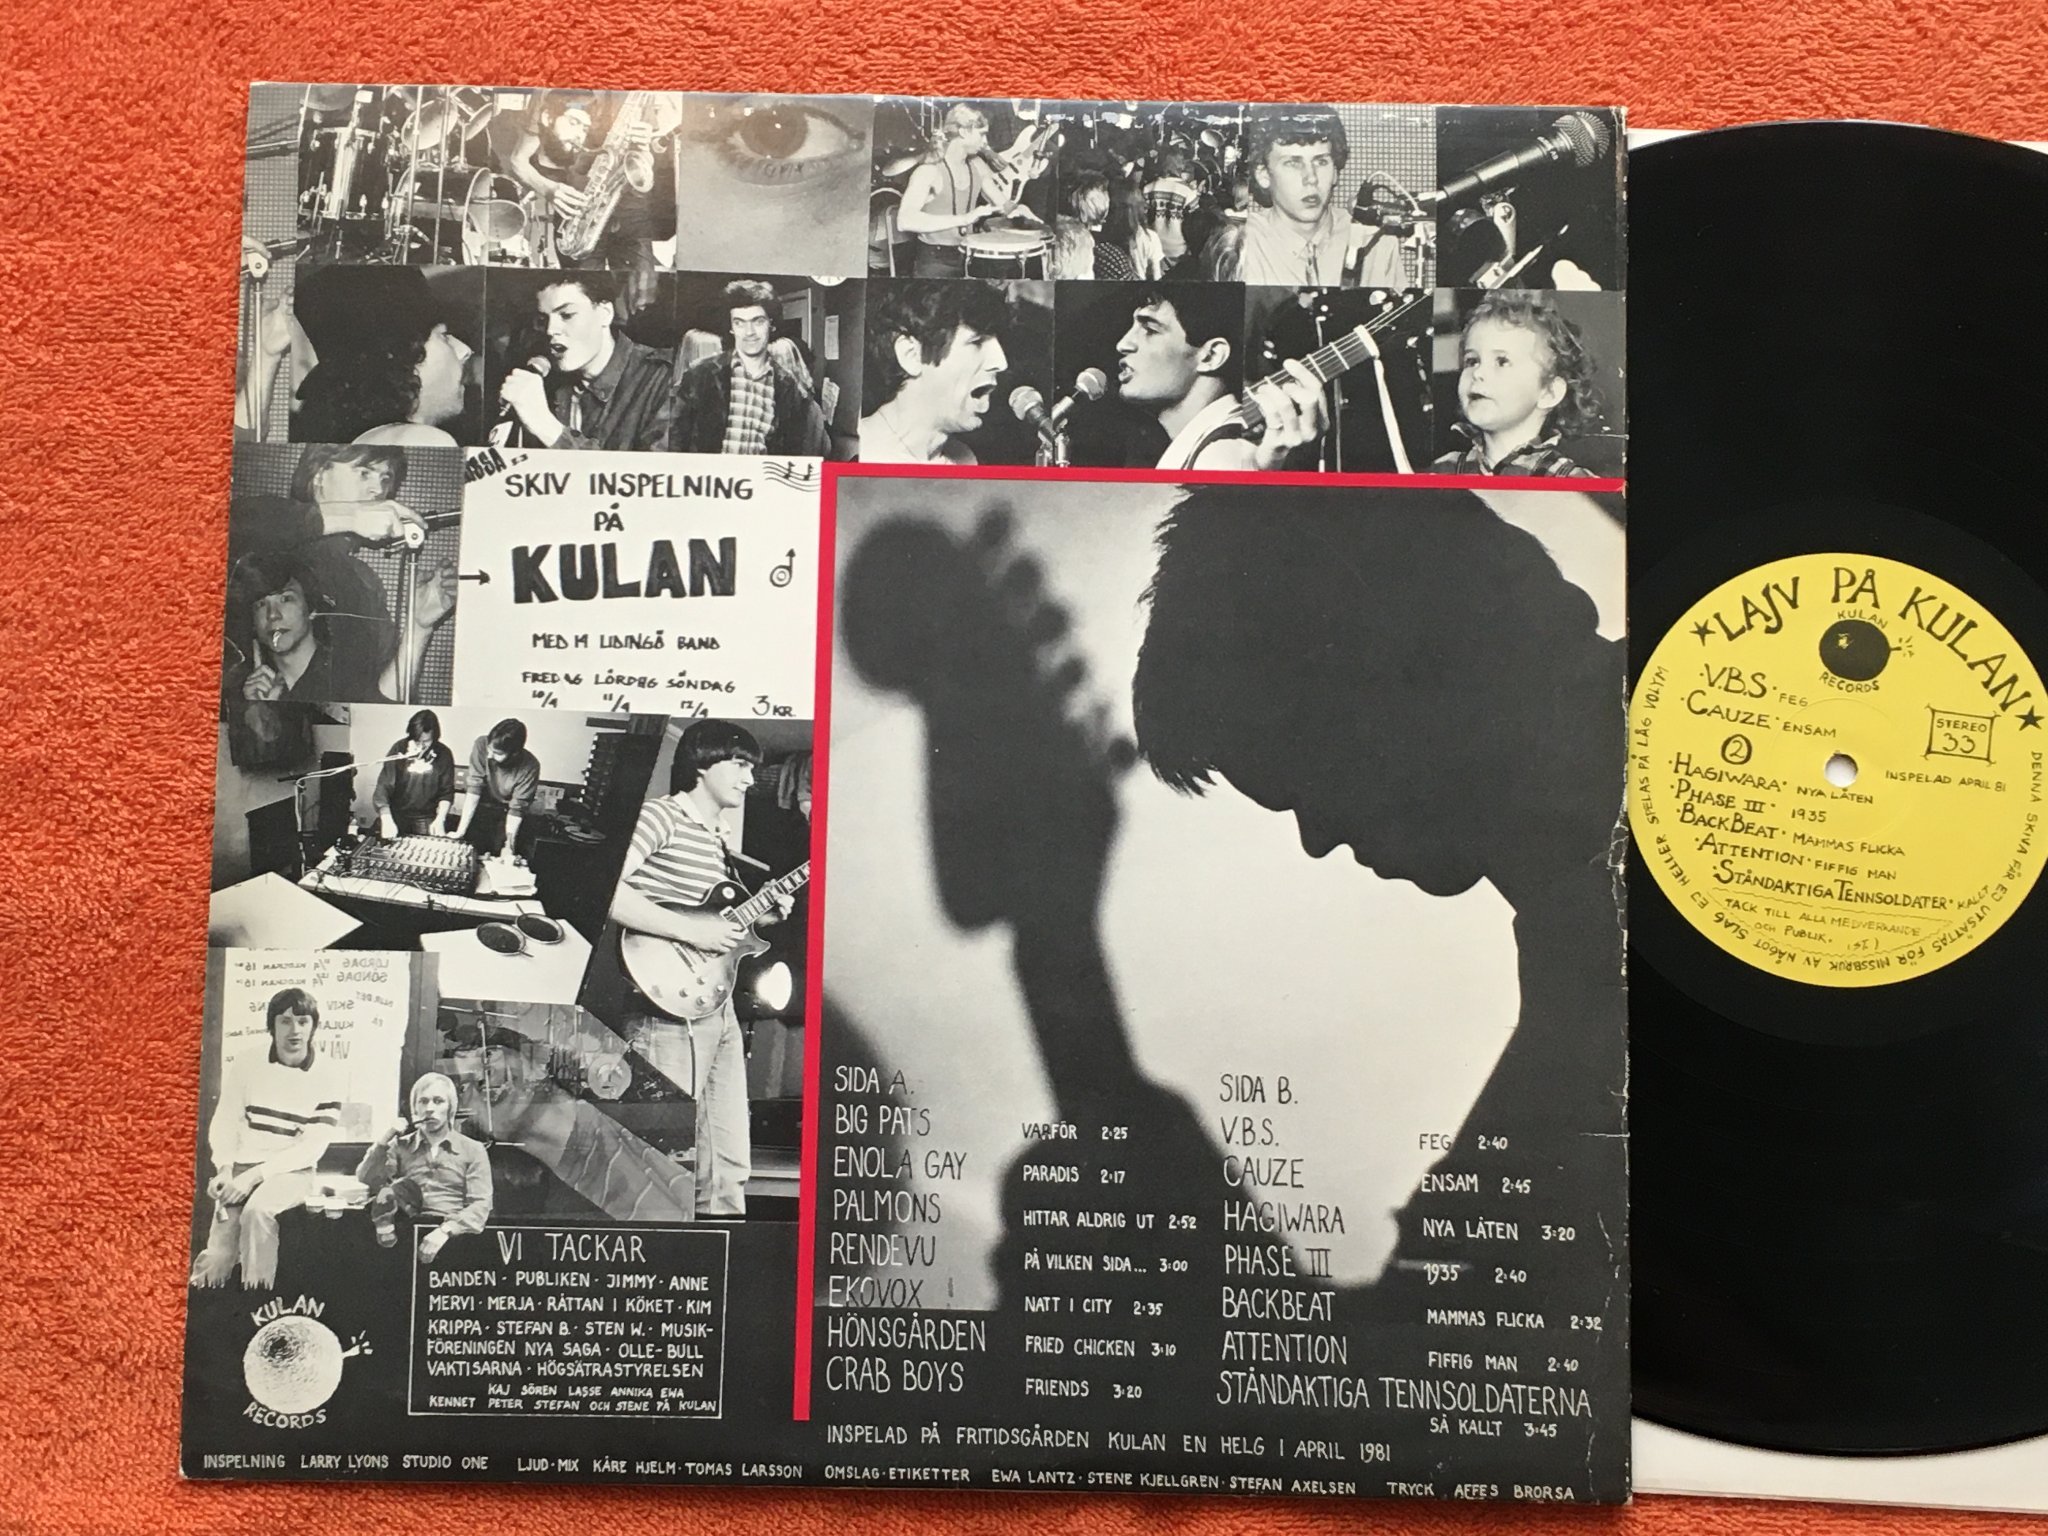 SKIV INSPELNING
PÅ
KULAN
MED 14 LIDINGÖ BAND
FREDAG LÖRDAG SÖNDAG
10/4 11/4 12/4 3 KR.
LÖRDAG
SÖNDAG
SKIV
VI TACKAR
BANDEN · PUBLIKEN · JIMMY · ANNE
MERVI · MERJA · RÅTTAN I KÖKET · KIM
KRIPPA · STEFAN B. · STEN W. · MUSIK-
FÖRENINGEN NYA SAGA · OLLE-BULL
VAKTISARNA · HÖGSÄTRASTYRELSEN
KAJ SÖREN LASSE ANNIKA EWA
KENNET PETER STEFAN OCH STENE PÅ KULAN
KULAN
RECORDS
SIDA A.
BIG PATS VARFÖR 2:25
ENOLA GAY PARADIS 2:17
PALMONS HITTAR ALDRIG UT 2:52
RENDEVU PÅ VILKEN SIDA... 3:00
EKOVOX NATT I CITY 2:35
HÖNSGÅRDEN FRIED CHICKEN 3:10
CRAB BOYS FRIENDS 3:20
SIDA B.
V.B.S. FEG 2:40
CAUZE ENSAM 2:45
HAGIWARA NYA LÅTEN 3:20
PHASE III 1935 2:40
BACKBEAT MAMMAS FLICKA 2:32
ATTENTION FIFFIG MAN 2:40
STÅNDAKTIGA TENNSOLDATERNA
SÅ KALLT 3:45
INSPELAD PÅ FRITIDSGÅRDEN KULAN EN HELG I APRIL 1981
INSPELNING LARRY LYONS STUDIO ONE LJUD · MIX KÅRE HJELM · TOMAS LARSSON OMSLAG · ETIKETTER EWA LANTZ · STENE KJELLGREN · STEFAN AXELSEN TRYCK AFFES BRORSA
LAJV PÅ KULAN
KULAN
RECORDS
· V.B.S · FEG
· CAUZE · ENSAM
2
STEREO
33
INSPELAD APRIL 81
· HAGIWARA · NYA LÅTEN
· PHASE III · 1935
· BACKBEAT · MAMMAS FLICKA
· ATTENTION · FIFFIG MAN
· STÅNDAKTIGA TENNSOLDATER · KALLT
TACK TILL ALLA MEDVERKANDE
OCH PUBLIK.
DENNA SKIVA FÅR EJ UTSÄTTAS FÖR MISSBRUK AV NÅGOT SLAG EJ HELLER SPELAS PÅ LÅG VOLYM